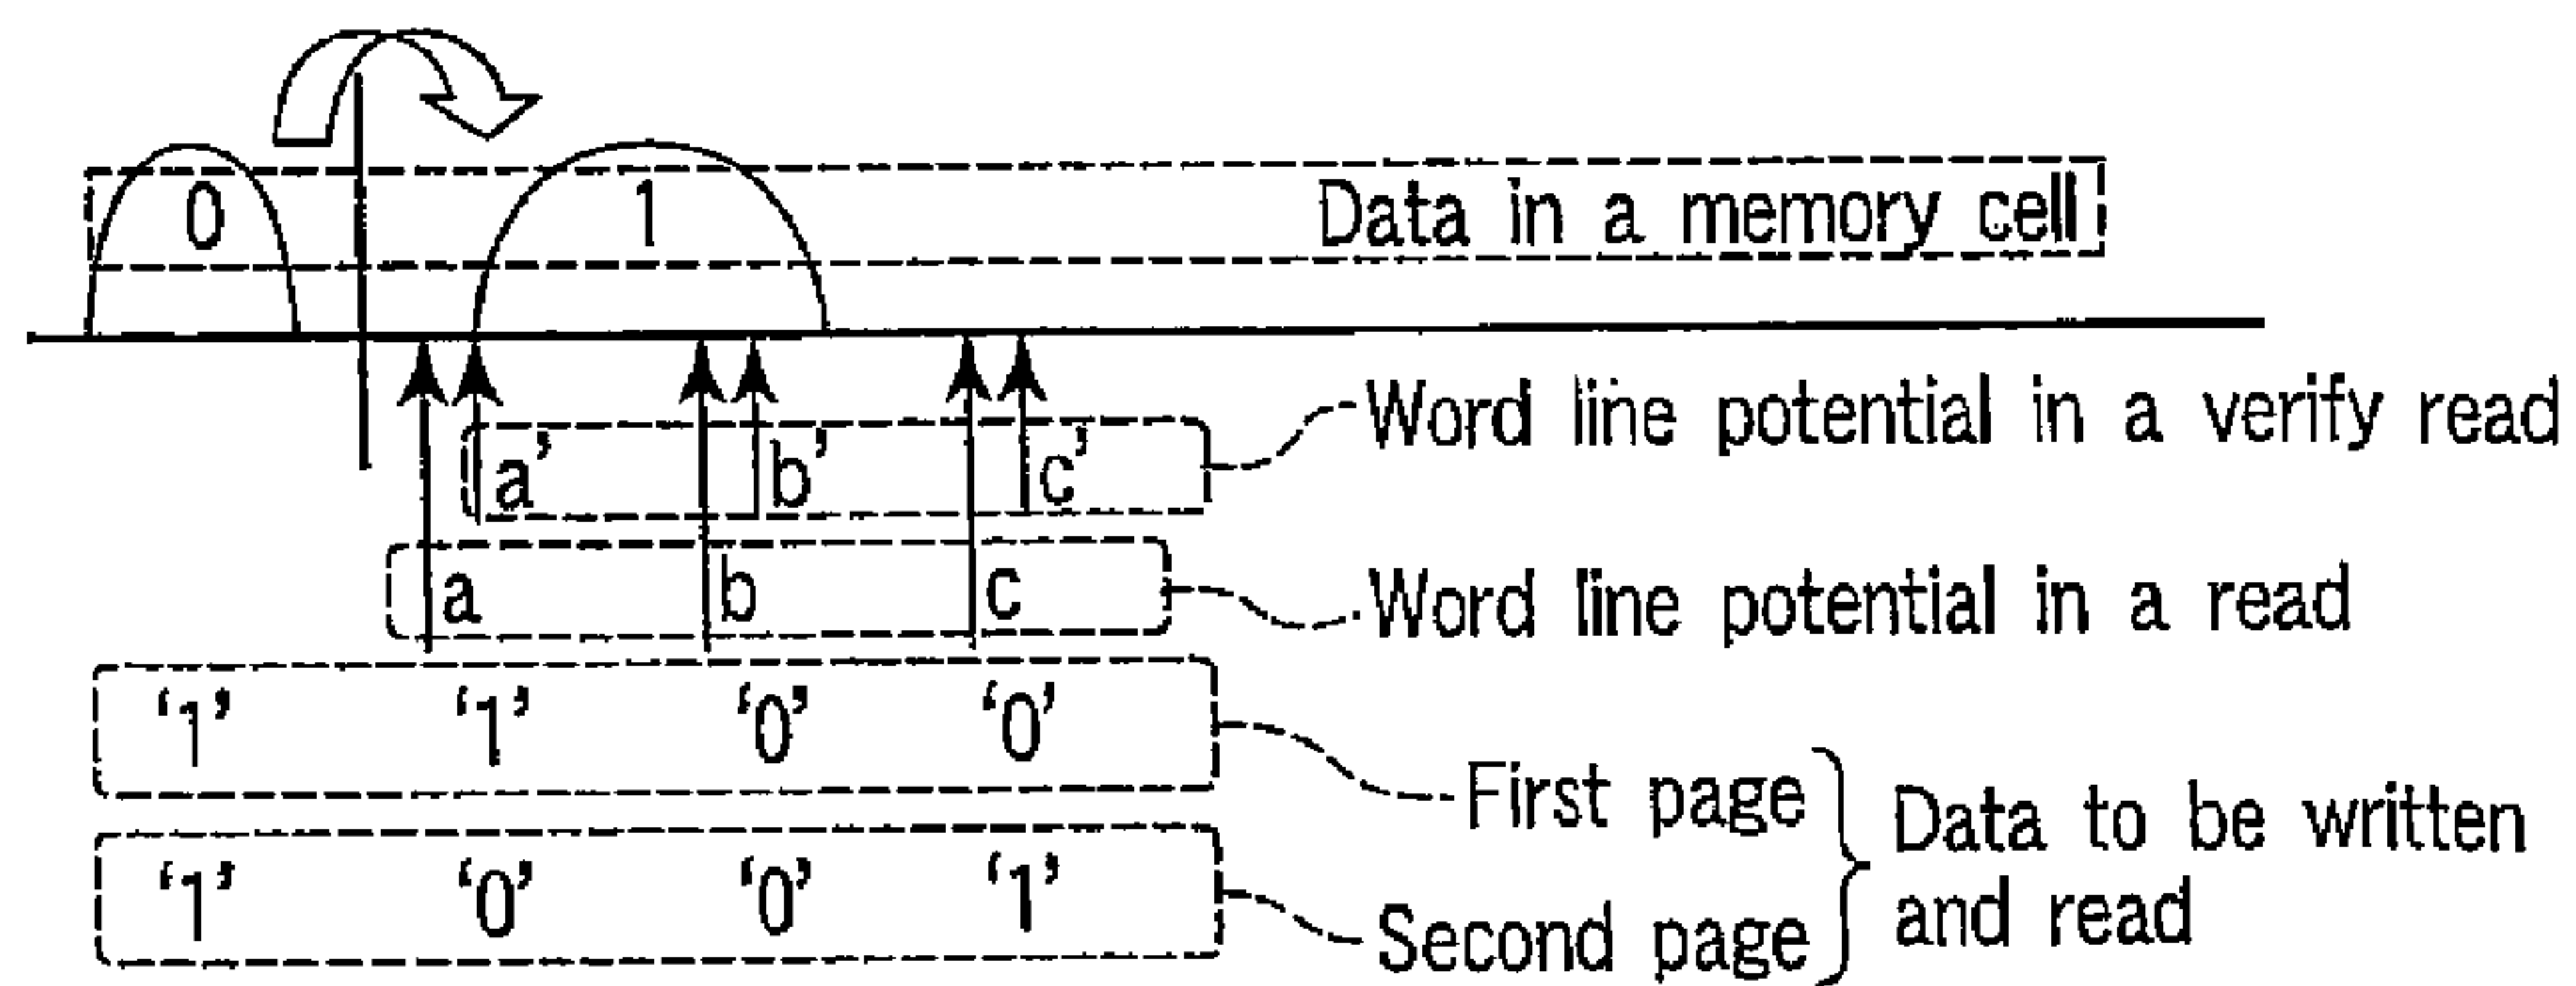 0 1 Data in a memory cell
a’ b’ c’ Word line potential in a verify read
a b c Word line potential in a read
‘1’ ‘1’ ‘0’ ‘0’
First page
‘1’ ‘0’ ‘0’ ‘1’
Second page
Data to be written
and read